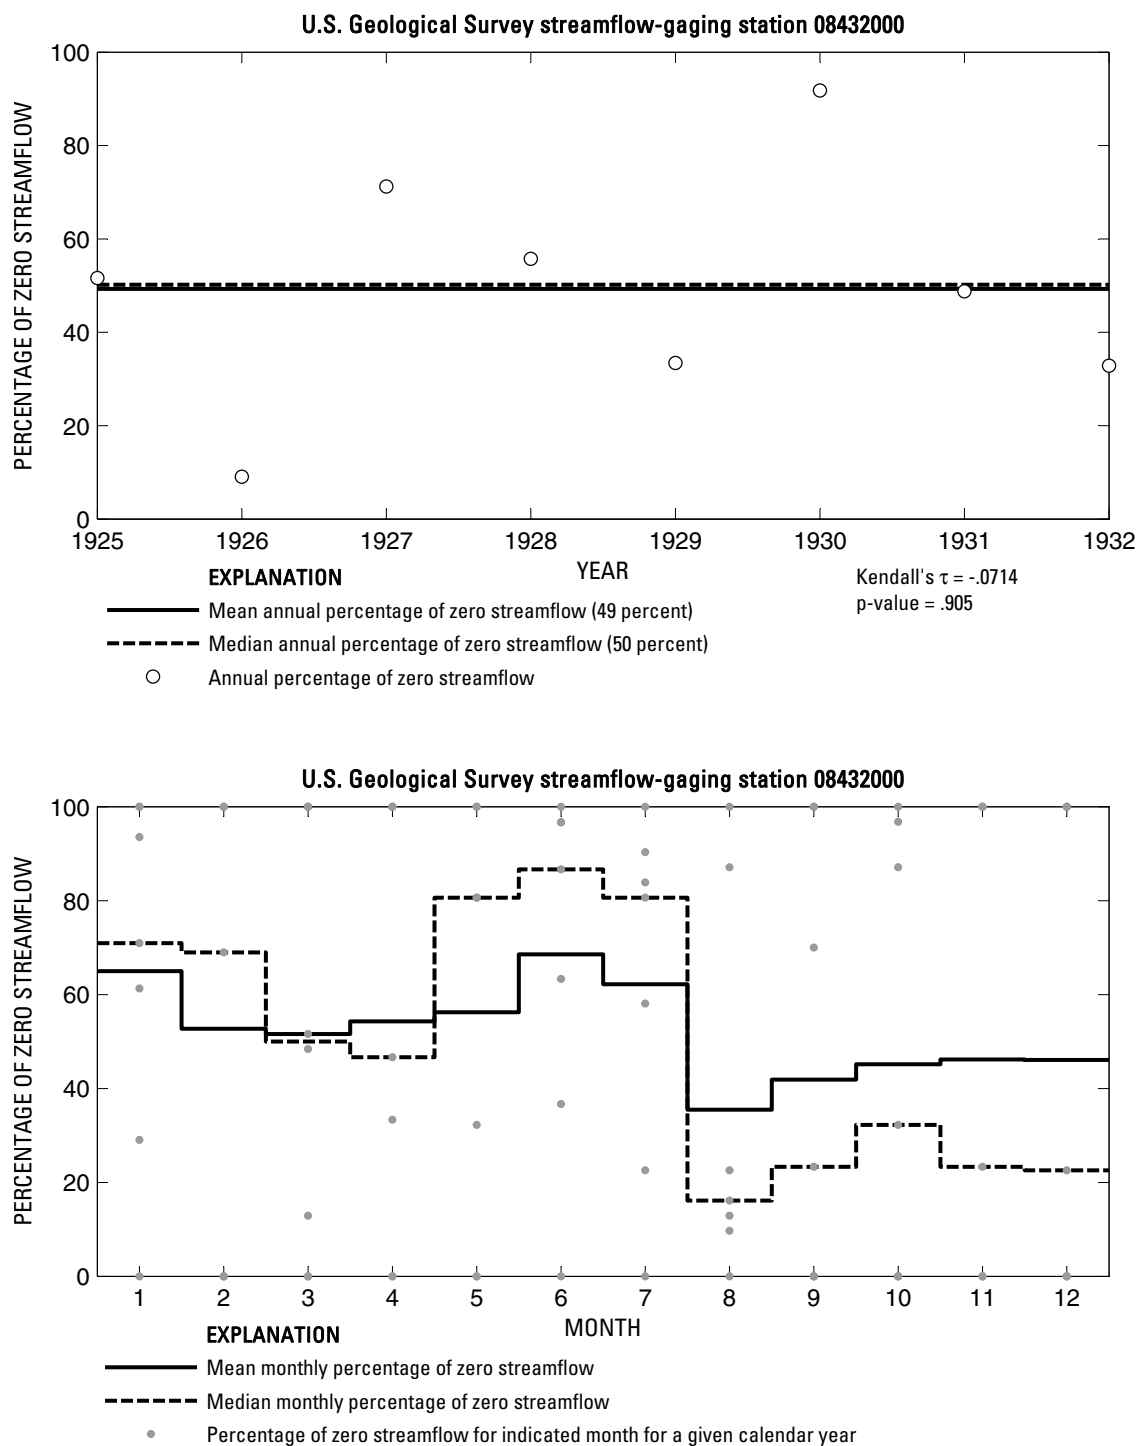 U.S. Geological Survey streamflow-gaging station 08432000
PERCENTAGE OF ZERO STREAMFLOW
100
80
60
40
20
0
1925 1926 1927 1928 1929 1930 1931 1932
YEAR
EXPLANATION
Mean annual percentage of zero streamflow (49 percent)
Median annual percentage of zero streamflow (50 percent)
Annual percentage of zero streamflow
Kendall's τ = -.0714
p-value = .905
U.S. Geological Survey streamflow-gaging station 08432000
PERCENTAGE OF ZERO STREAMFLOW
100
80
60
40
20
0
1 2 3 4 5 6 7 8 9 10 11 12
MONTH
EXPLANATION
Mean monthly percentage of zero streamflow
Median monthly percentage of zero streamflow
Percentage of zero streamflow for indicated month for a given calendar year